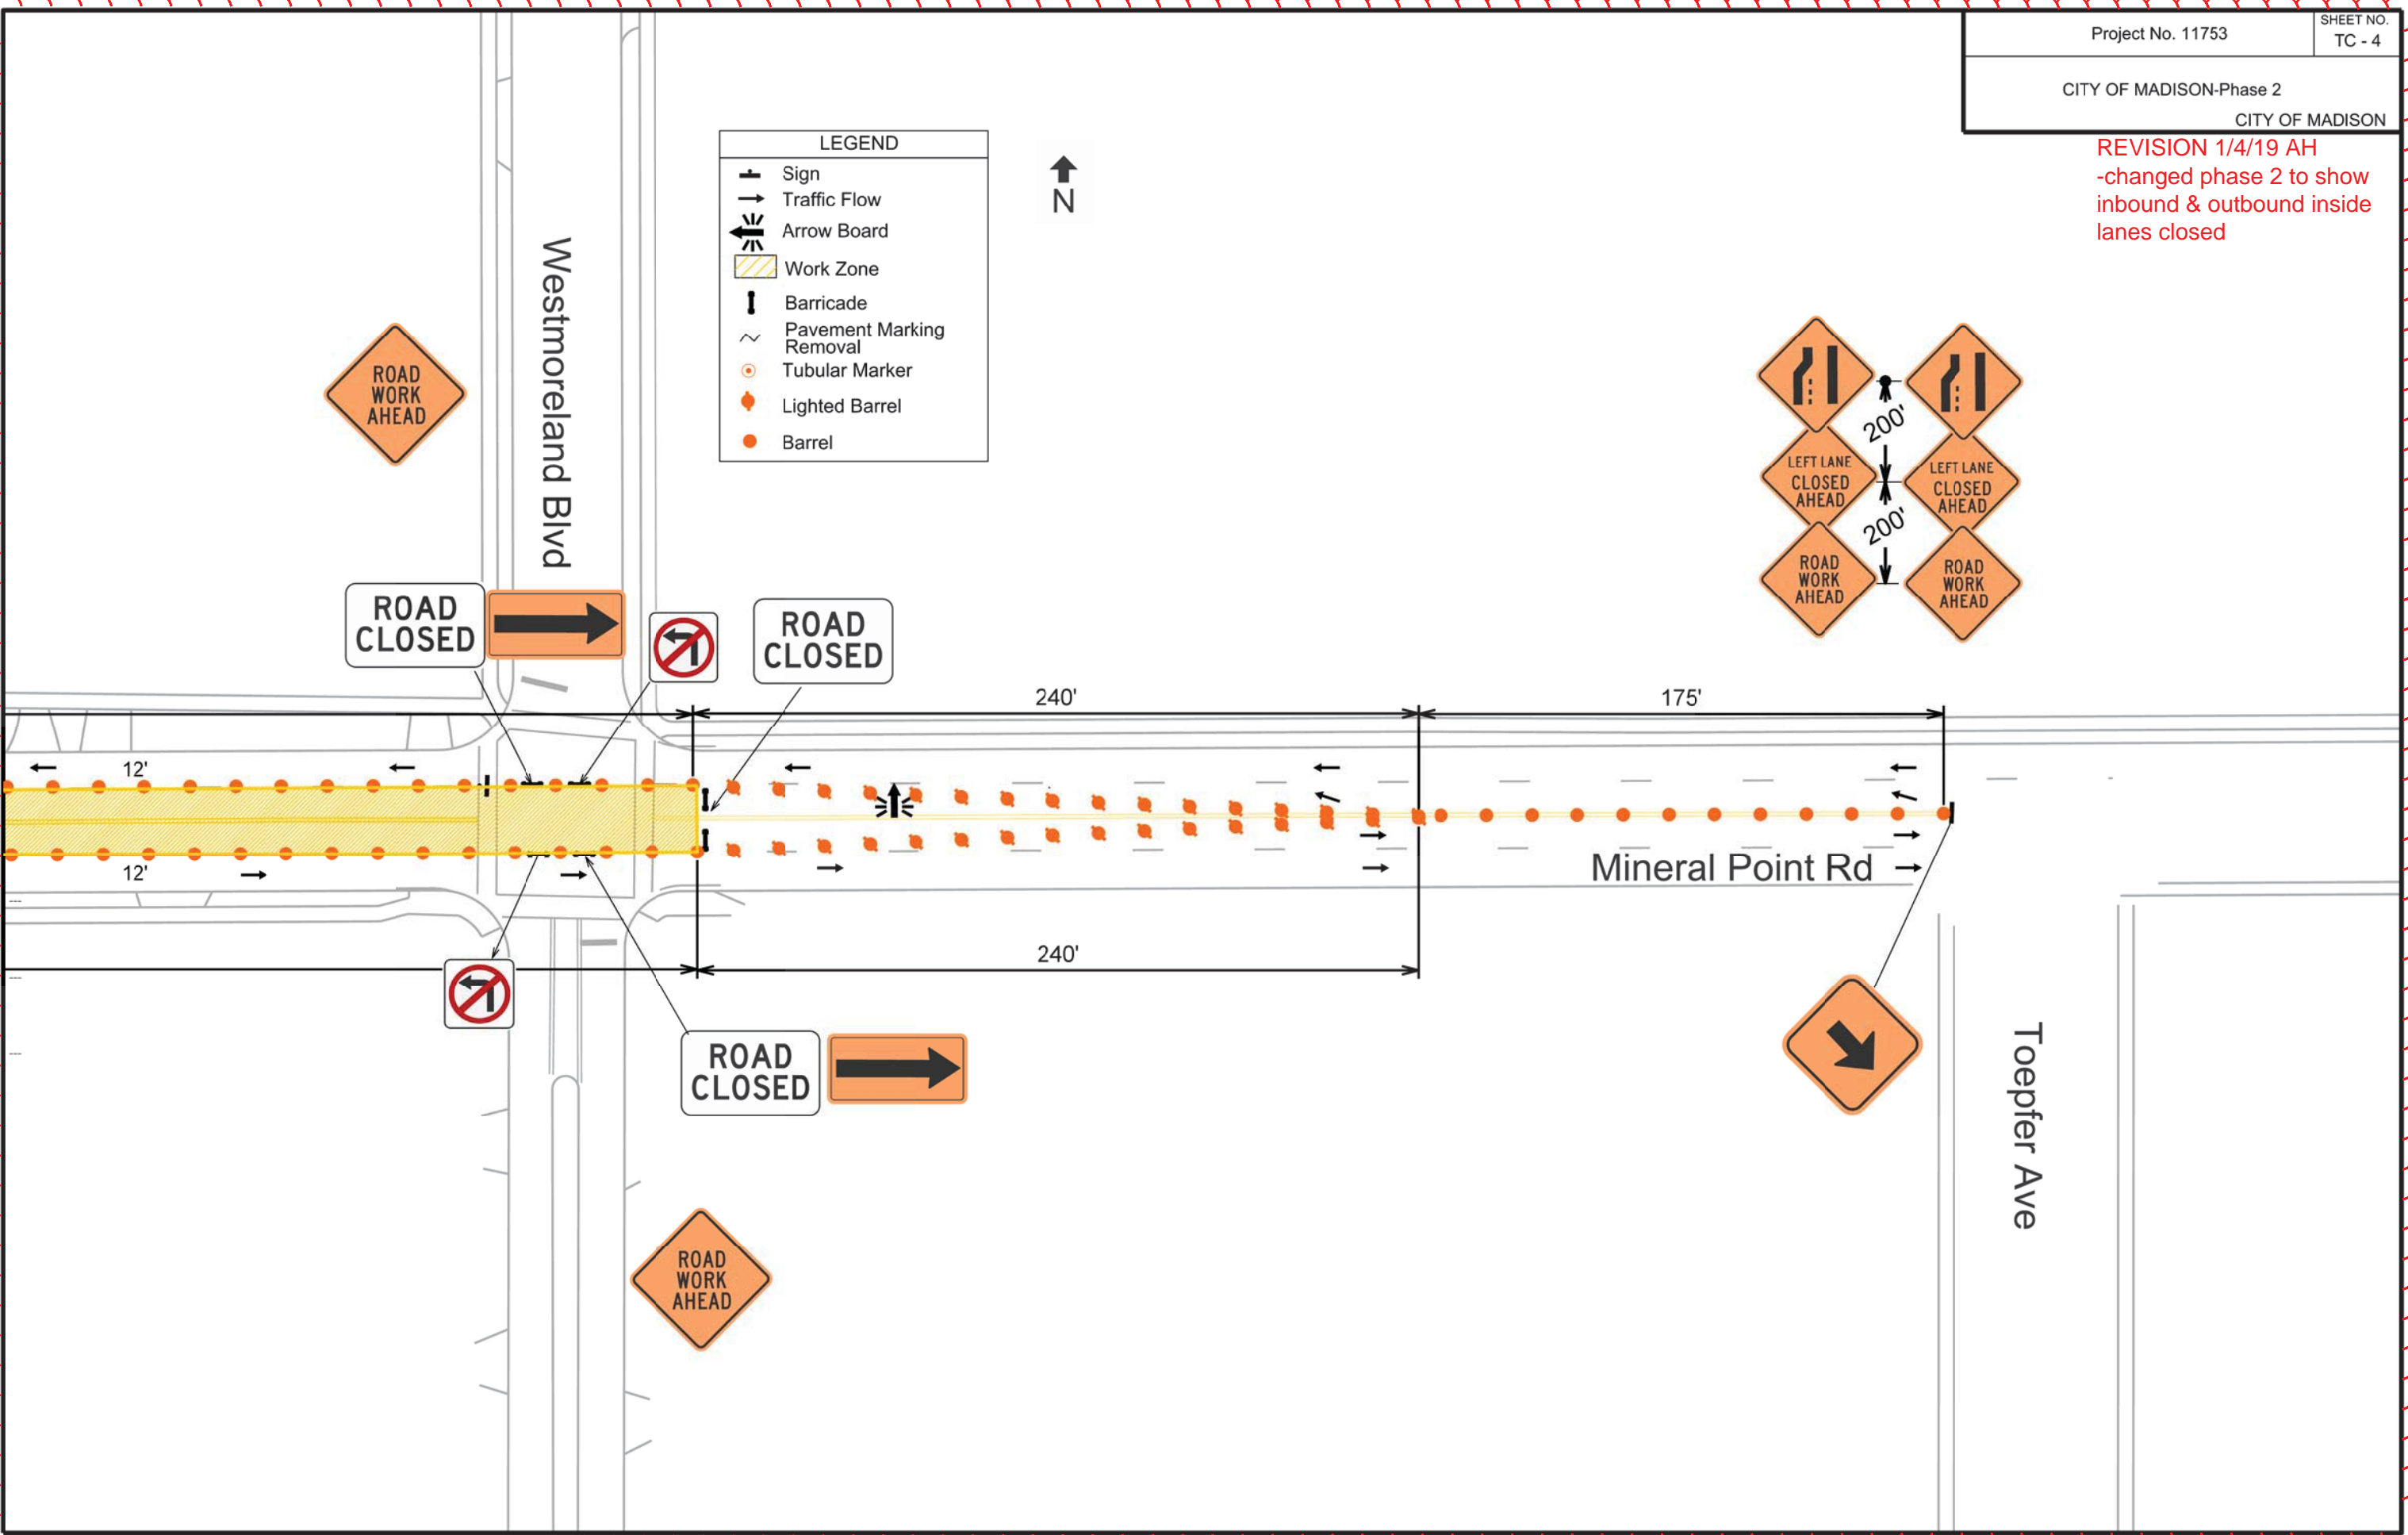 Project No. 11753
SHEET NO.
TC - 4
CITY OF MADISON-Phase 2
CITY OF MADISON
REVISION 1/4/19 AH
-changed phase 2 to show
inbound & outbound inside
lanes closed
LEGEND
Sign
Traffic Flow
Arrow Board
Work Zone
Barricade
Pavement Marking
Removal
Tubular Marker
Lighted Barrel
Barrel
N
Westmoreland Blvd
ROAD
WORK
AHEAD
200'
LEFT LANE
CLOSED
AHEAD
LEFT LANE
CLOSED
AHEAD
200'
ROAD
WORK
AHEAD
ROAD
WORK
AHEAD
ROAD
CLOSED
ROAD
CLOSED
240'
175'
12'
12'
Mineral Point Rd
240'
ROAD
CLOSED
Toepfer Ave
ROAD
WORK
AHEAD